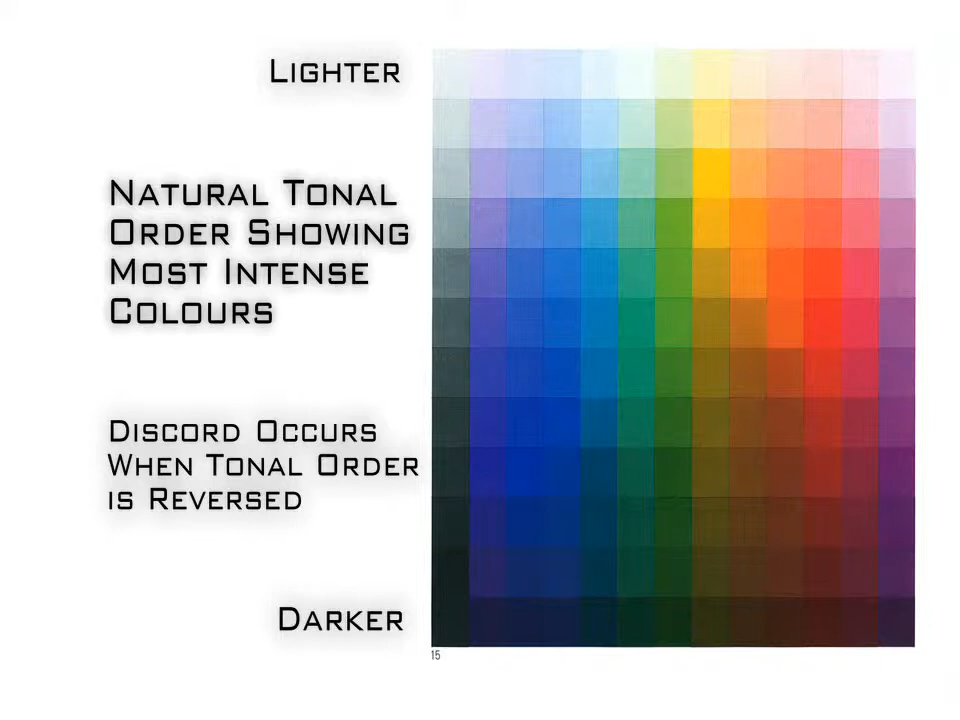 Lighter
Natural Tonal
Order Showing
Most Intense
Colours
Discord Occurs
When Tonal Order
is Reversed
Darker
15